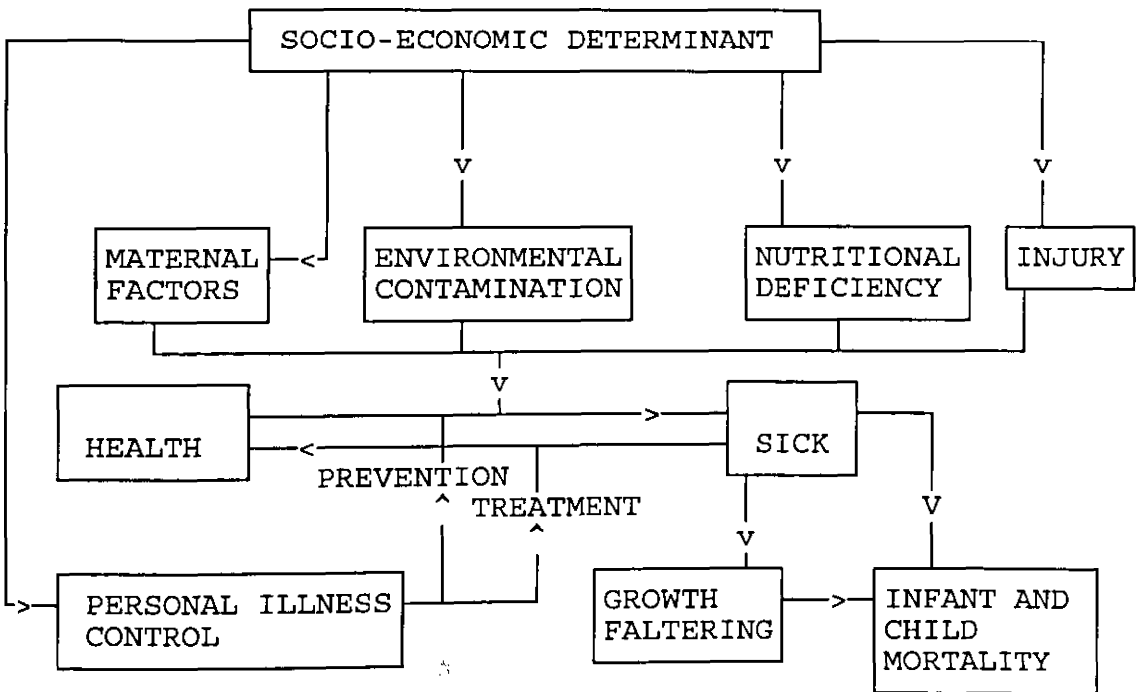 SOCIO-ECONOMIC DETERMINANT
MATERNAL
FACTORS
ENVIRONMENTAL
CONTAMINATION
NUTRITIONAL
DEFICIENCY
INJURY
HEALTH
SICK
PREVENTION
TREATMENT
PERSONAL ILLNESS
CONTROL
GROWTH
FALTERING
INFANT AND
CHILD
MORTALITY